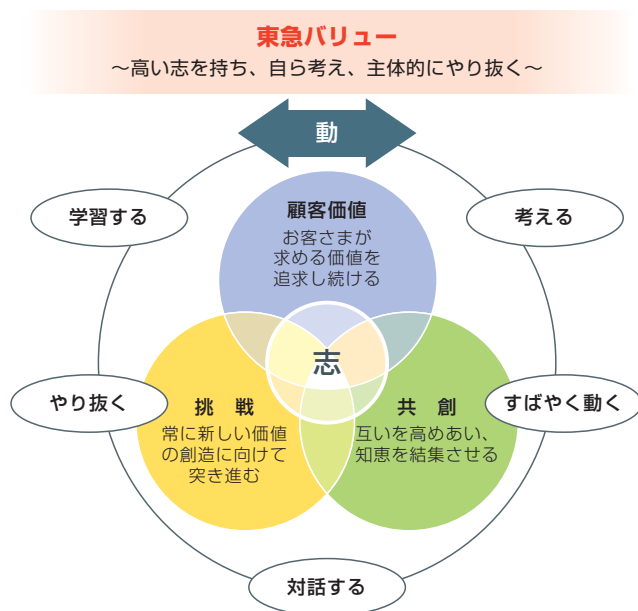 東急バリュー
～高い志を持ち、自ら考え、主体的にやり抜く～
動
学習する
考える
顧客価値
お客さまが
求める価値を
追求し続ける
志
やり抜く
すばやく動く
挑　戦
常に新しい価値
の創造に向けて
突き進む
共　創
互いを高めあい、
知恵を結集させる
対話する